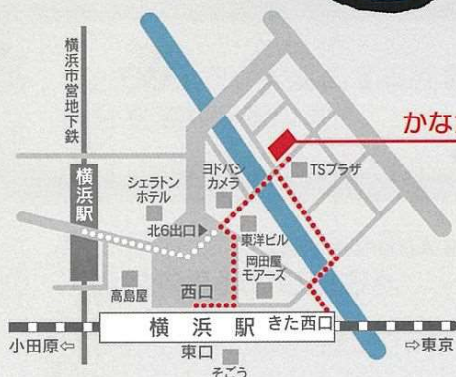 横浜市営地下鉄
横浜駅
かな
シェラトン
ホテル
ヨドバシ
カメラ
TSプラザ
北6出口▶
東洋ビル
岡田屋
モアーズ
高島屋
西口
横浜駅
きた西口
小田原⇦
⇨東京
東口
そごう